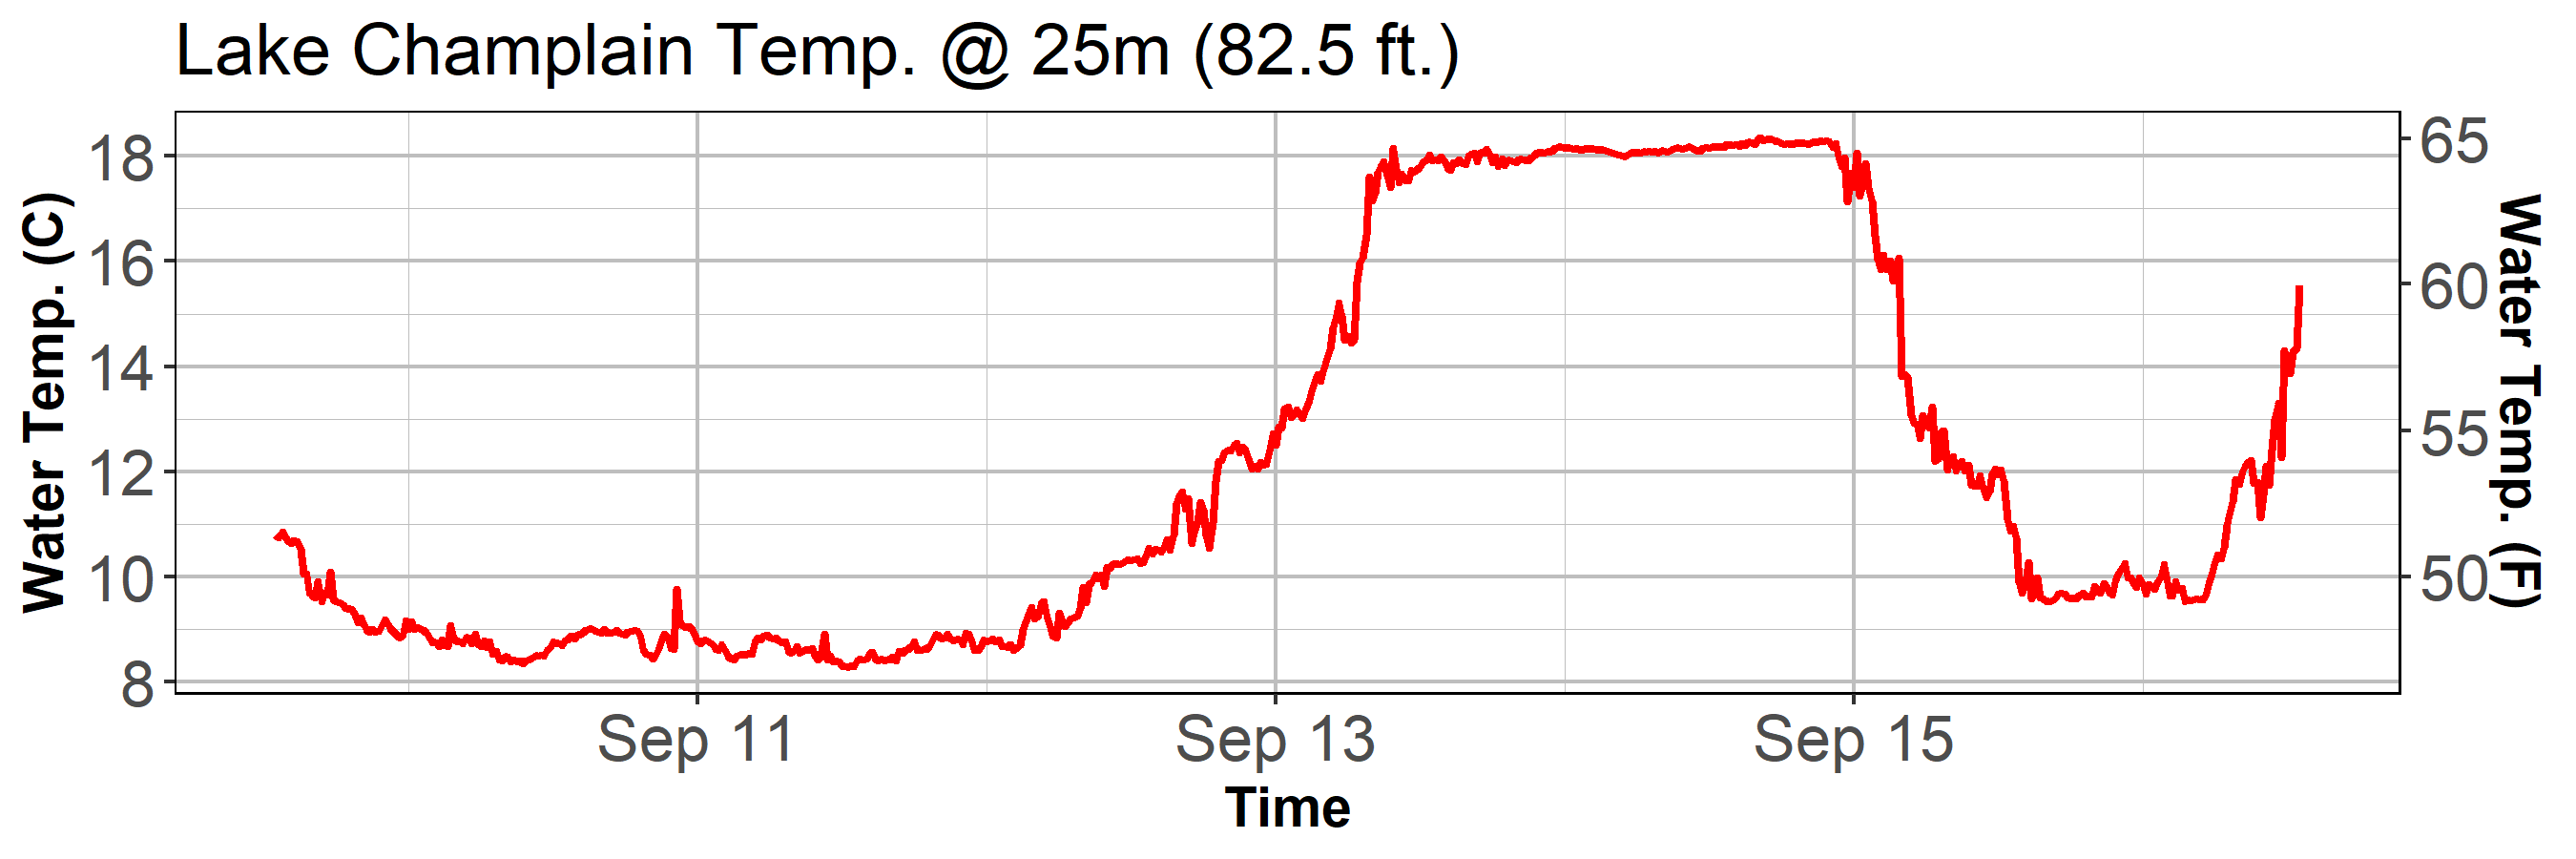 Lake Champlain Temp. @ 25m (82.5 ft.)
Water Temp. (C)
18
16
14
12
10
8
65
60
55
50
Water Temp. (F)
Sep 11
Sep 13
Sep 15
Time